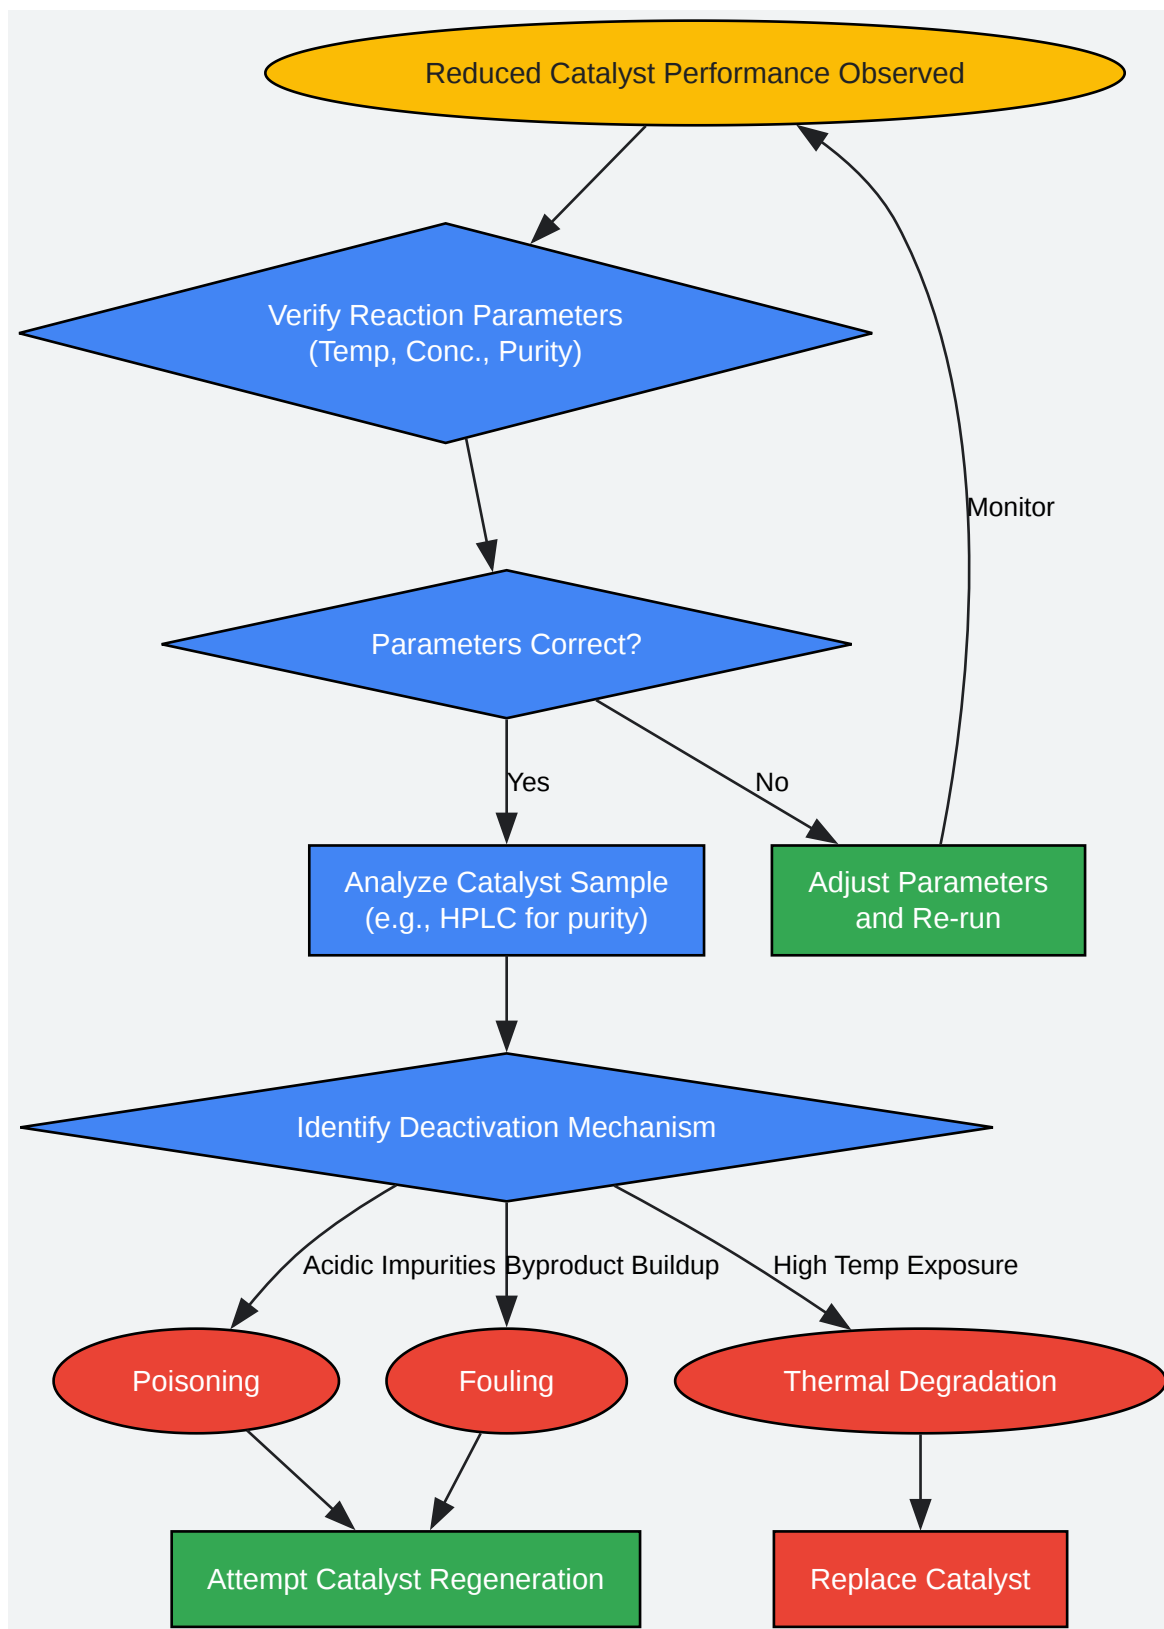 Reduced Catalyst Performance Observed
Verify Reaction Parameters
(Temp, Conc., Purity)
Monitor
Parameters Correct?
Yes
No
Analyze Catalyst Sample
(e.g., HPLC for purity)
Adjust Parameters
and Re-run
Identify Deactivation Mechanism
Acidic Impurities
Byproduct Buildup
High Temp Exposure
Poisoning
Fouling
Thermal Degradation
Attempt Catalyst Regeneration
Replace Catalyst